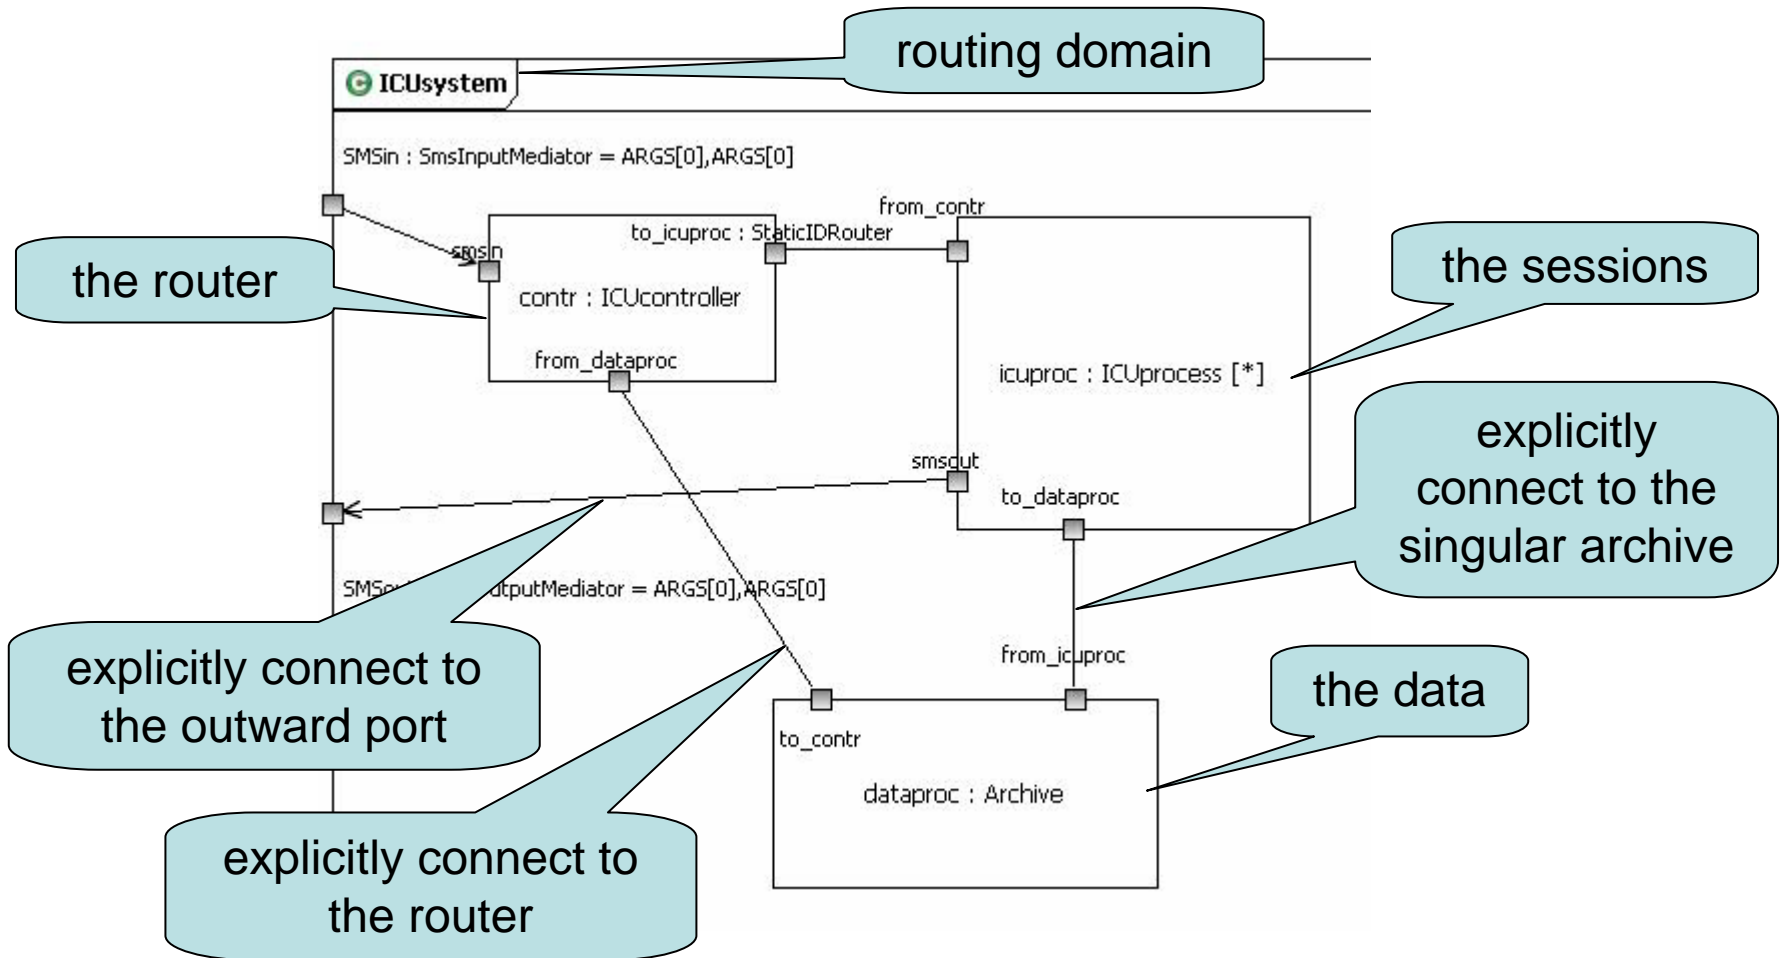 routing domain
ICUsystem
SMSin : SmsInputMediator = ARGS[0],ARGS[0]
from_contr
to_icuproc : StaticIDRouter
smsin
the router
the sessions
contr : ICUcontroller
from_dataproc
icuproc : ICUprocess [*]
explicitly
connect to the
singular archive
smsout
to_dataproc
SMSou utputMediator = ARGS[0],ARGS[0]
from_icuproc
explicitly connect to
the outward port
the data
to_contr
dataproc : Archive
explicitly connect to
the router